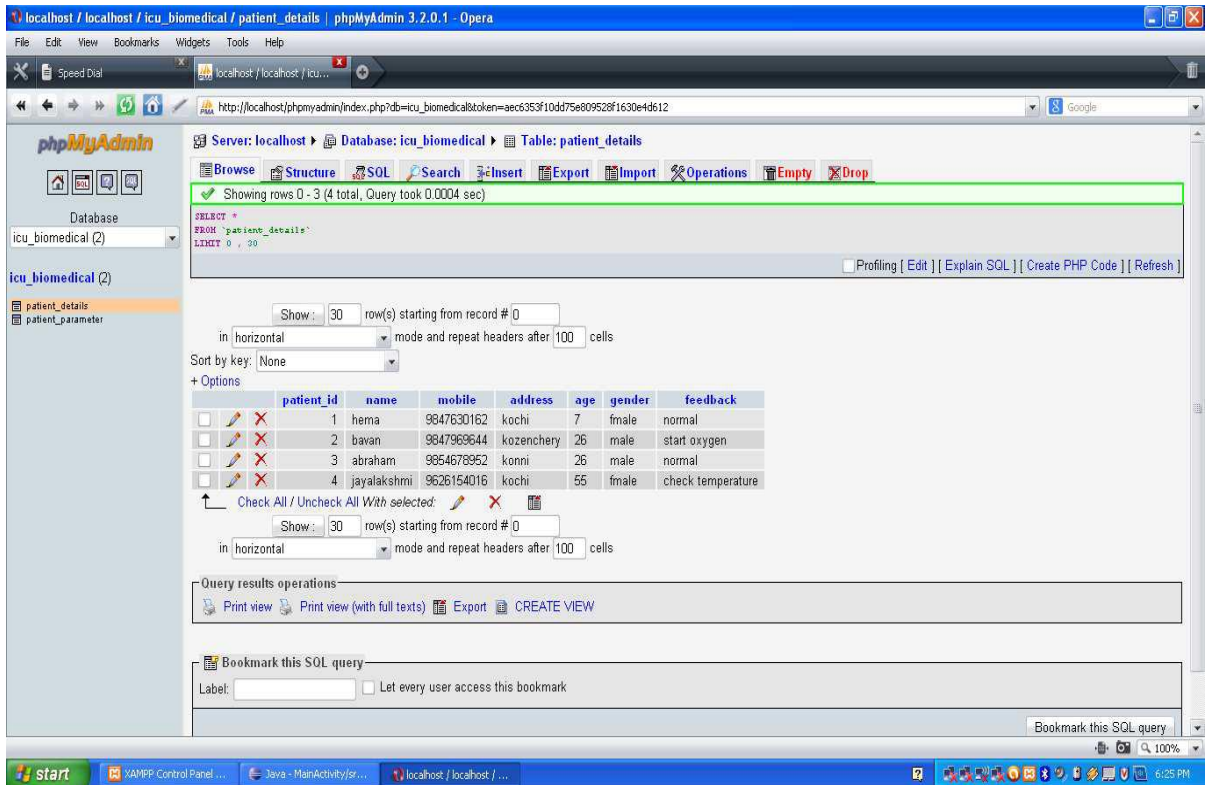 localhost / localhost / icu_biomedical / patient_details | phpMyAdmin 3.2.0.1 - Opera
File Edit View Bookmarks Widgets Tools Help
Speed Dial localhost / localhost / icu...
http://localhost/phpmyadmin/index.php?db=icu_biomedical&token=aec6353f10dd75e809528f1630e4d612 Google
phpMyAdmin
Database
icu_biomedical (2)
icu_biomedical (2)
patient_details
patient_parameter
Server: localhost Database: icu_biomedical Table: patient_details
Browse Structure SQL Search Insert Export Import Operations Empty Drop
Showing rows 0 - 3 (4 total, Query took 0.0004 sec)
SELECT *
FROM `patient_details`
LIMIT 0 , 30
Profiling [ Edit ] [ Explain SQL ] [ Create PHP Code ] [ Refresh ]
Show : 30 row(s) starting from record # 0
in horizontal mode and repeat headers after 100 cells
Sort by key: None
+ Options
patient_id name mobile address age gender feedback
1 hema 9847630162 kochi 7 fmale normal
2 bavan 9847969644 kozenchery 26 male start oxygen
3 abraham 9854678952 konni 26 male normal
4 jayalakshmi 9626154016 kochi 55 fmale check temperature
Check All / Uncheck All With selected:
Show : 30 row(s) starting from record # 0
in horizontal mode and repeat headers after 100 cells
Query results operations
Print view Print view (with full texts) Export CREATE VIEW
Bookmark this SQL query
Label: Let every user access this bookmark
Bookmark this SQL query
100%
start XAMPP Control Panel ... Java - MainActivity/sr... localhost / localhost / ... 6:25 PM